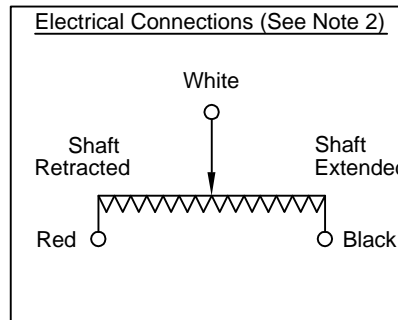 Electrical Connections (See Note 2)
White
Shaft
Retracted
Shaft
Extended
Red
Black